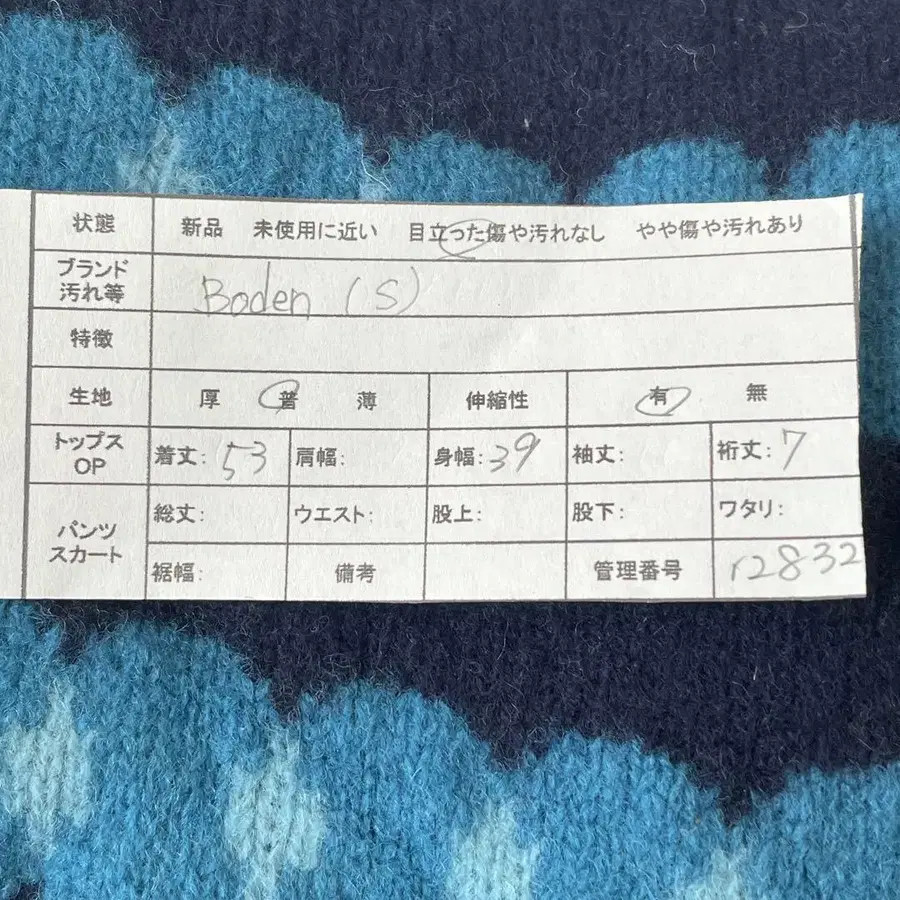 状態 新品 未使用に近い 目立った傷や汚れなし やや傷や汚れあり
ブランド
汚れ等 Boden (S)
特徴
生地 厚 普 薄 伸縮性 有 無
トップス
OP 着丈: 53 肩幅: 身幅: 39 袖丈: 裄丈: 7
パンツ
スカート 総丈: ウエスト: 股上: 股下: ワタリ:
裾幅: 備考 管理番号 r2832